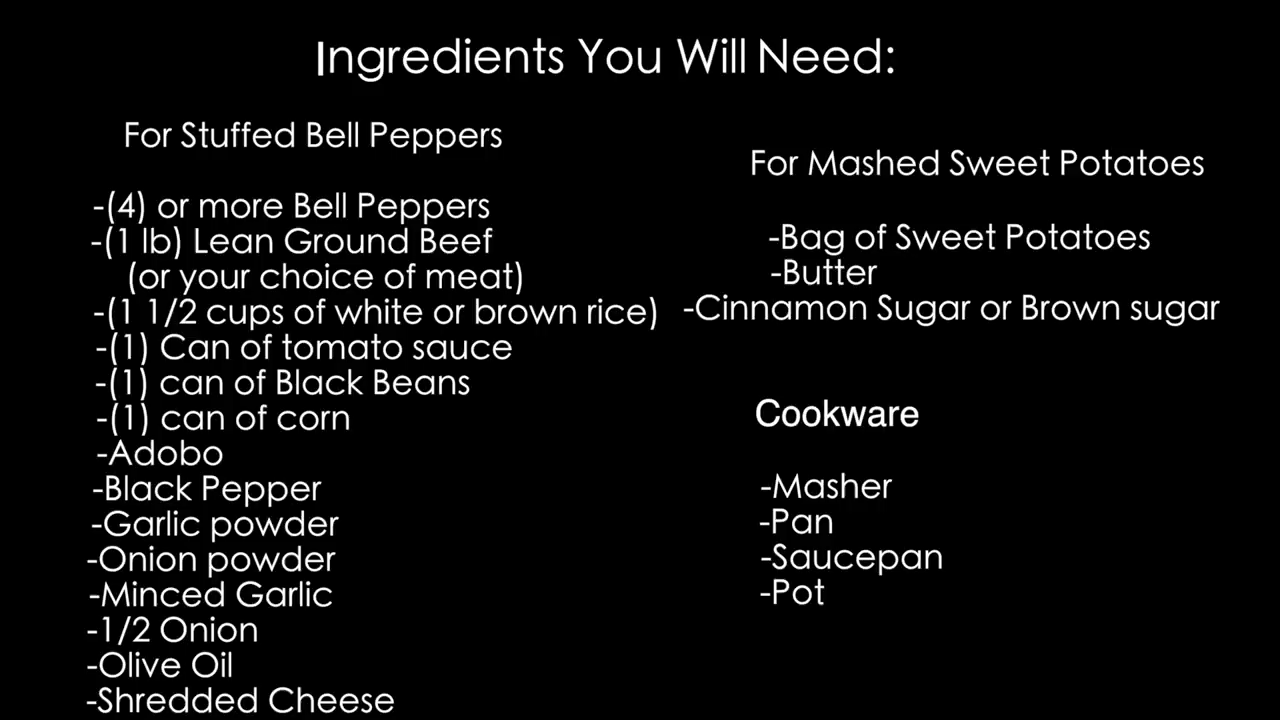 Ingredients You Will Need:
For Stuffed Bell Peppers
-(4) or more Bell Peppers
-(1 lb) Lean Ground Beef
(or your choice of meat)
-(1 1/2 cups of white or brown rice)
-(1) Can of tomato sauce
-(1) can of Black Beans
-(1) can of corn
-Adobo
-Black Pepper
-Garlic powder
-Onion powder
-Minced Garlic
-1/2 Onion
-Olive Oil
-Shredded Cheese
For Mashed Sweet Potatoes
-Bag of Sweet Potatoes
-Butter
-Cinnamon Sugar or Brown sugar
Cookware
-Masher
-Pan
-Saucepan
-Pot